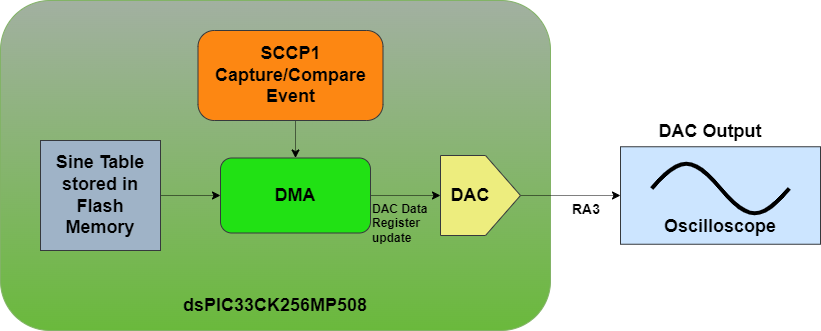 SCCP1
Capture/Compare
Event
Sine Table
stored in
Flash
Memory
DMA
DAC Data
Register
update
DAC
RA3
DAC Output
Oscilloscope
dsPIC33CK256MP508